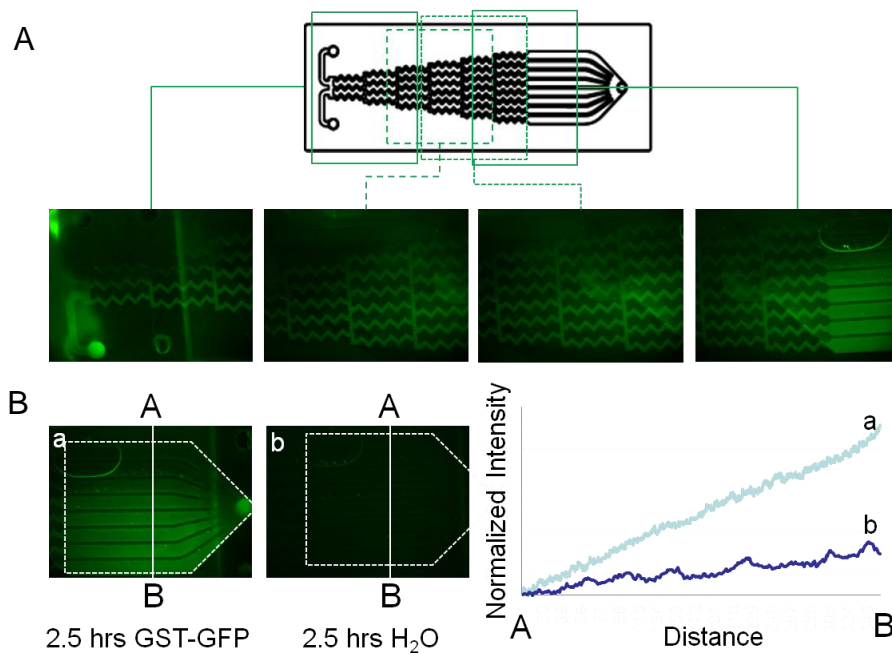 A
B
A
a
B
2.5 hrs GST-GFP
A
b
B
2.5 hrs H₂O
Normalized Intensity
a
b
A
Distance
B